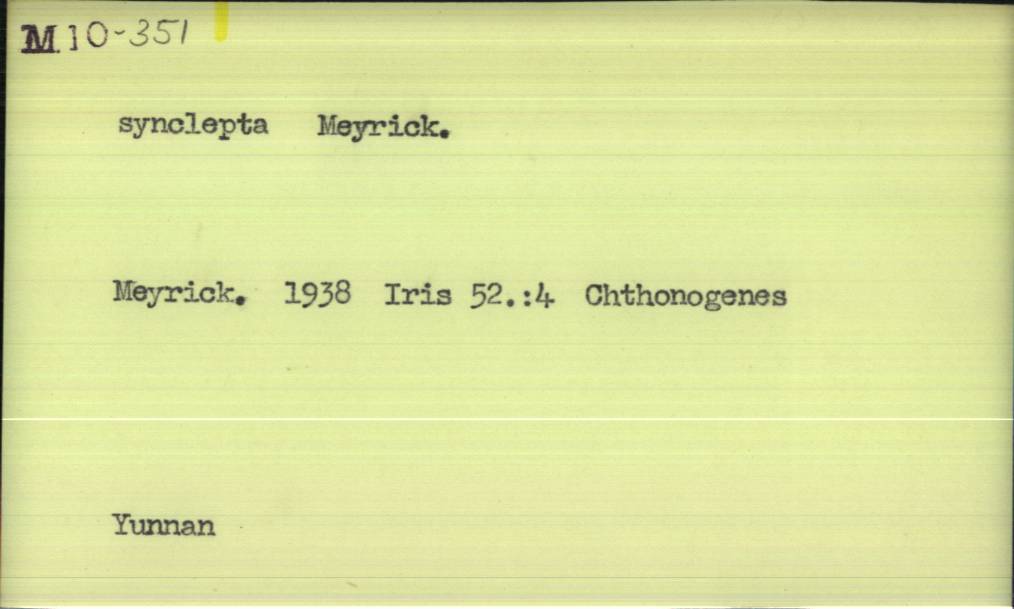 M10-351
synclepta Meyrick.
Meyrick. 1938 Iris 52.:4 Chthonogenes
Yunnan